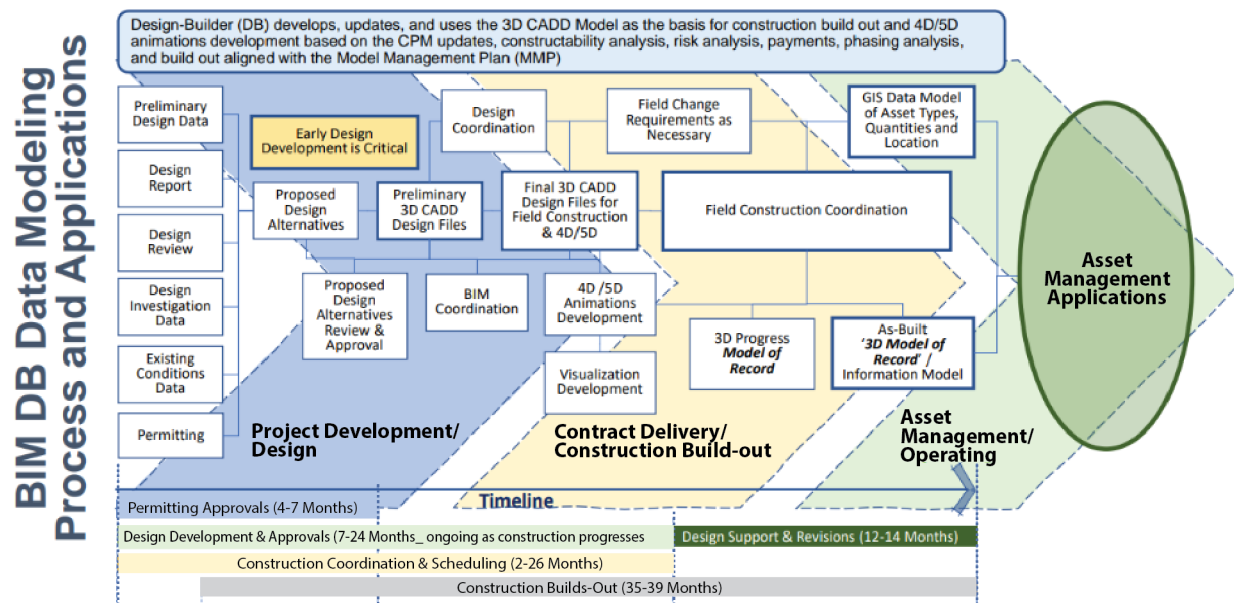 BIM DB Data Modeling
Process and Applications
Design-Builder (DB) develops, updates, and uses the 3D CADD Model as the basis for construction build out and 4D/5D
animations development based on the CPM updates, constructability analysis, risk analysis, payments, phasing analysis,
and build out aligned with the Model Management Plan (MMP)
Preliminary
Design Data
Design
Report
Design
Review
Design
Investigation
Data
Existing
Conditions
Data
Permitting
Early Design
Development is Critical
Proposed
Design
Alternatives
Preliminary
3D CADD
Design Files
Design
Coordination
Final 3D CADD
Design Files for
Field Construction
& 4D/5D
Field Change
Requirements as
Necessary
Field Construction Coordination
GIS Data Model
of Asset Types,
Quantities and
Location
Proposed
Design
Alternatives
Review &
Approval
BIM
Coordination
4D /5D
Animations
Development
Visualization
Development
3D Progress
Model of
Record
As-Built
'3D Model of
Record' /
Information Model
Asset
Management
Applications
Project Development/
Design
Contract Delivery/
Construction Build-out
Asset
Management/
Operating
Timeline
Permitting Approvals (4-7 Months)
Design Development & Approvals (7-24 Months_ ongoing as construction progresses
Design Support & Revisions (12-14 Months)
Construction Coordination & Scheduling (2-26 Months)
Construction Builds-Out (35-39 Months)